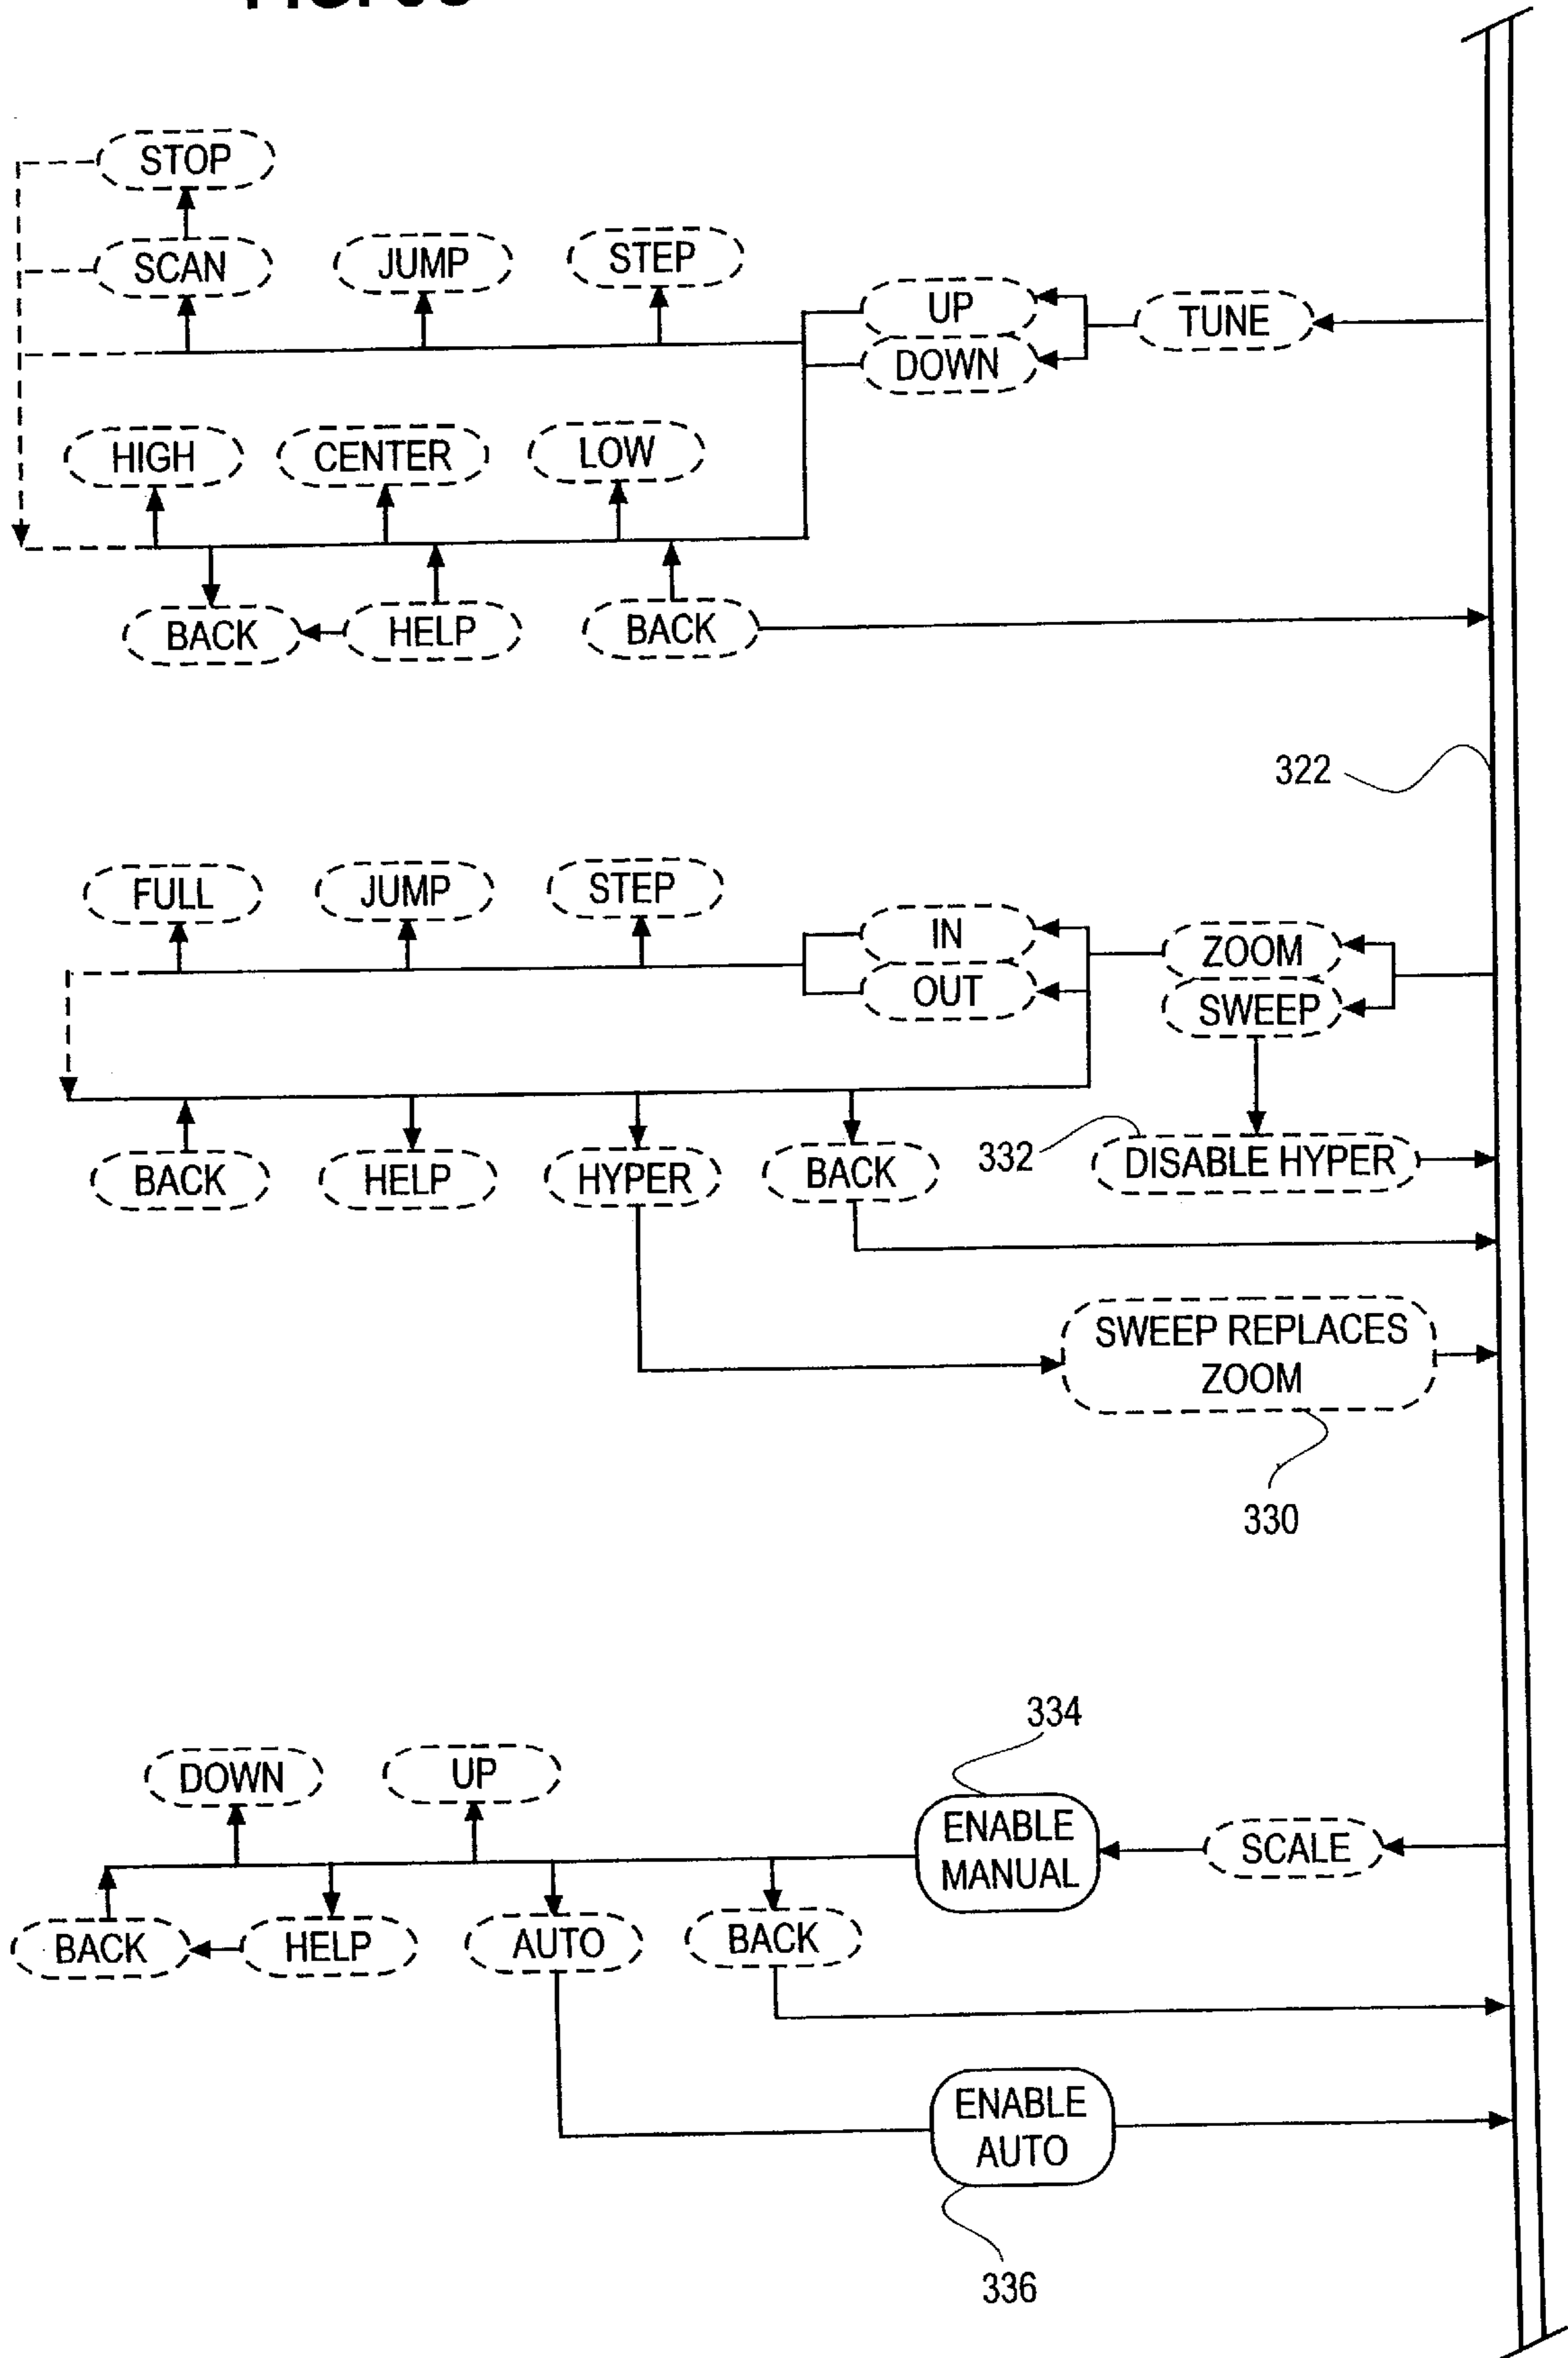 STOP
SCAN
JUMP
STEP
UP
DOWN
TUNE
HIGH
CENTER
LOW
BACK
HELP
BACK
322
FULL
JUMP
STEP
IN
OUT
ZOOM
SWEEP
BACK
HELP
HYPER
BACK
332
DISABLE HYPER
SWEEP REPLACES
ZOOM
330
334
DOWN
UP
ENABLE
MANUAL
SCALE
BACK
HELP
AUTO
BACK
ENABLE
AUTO
336